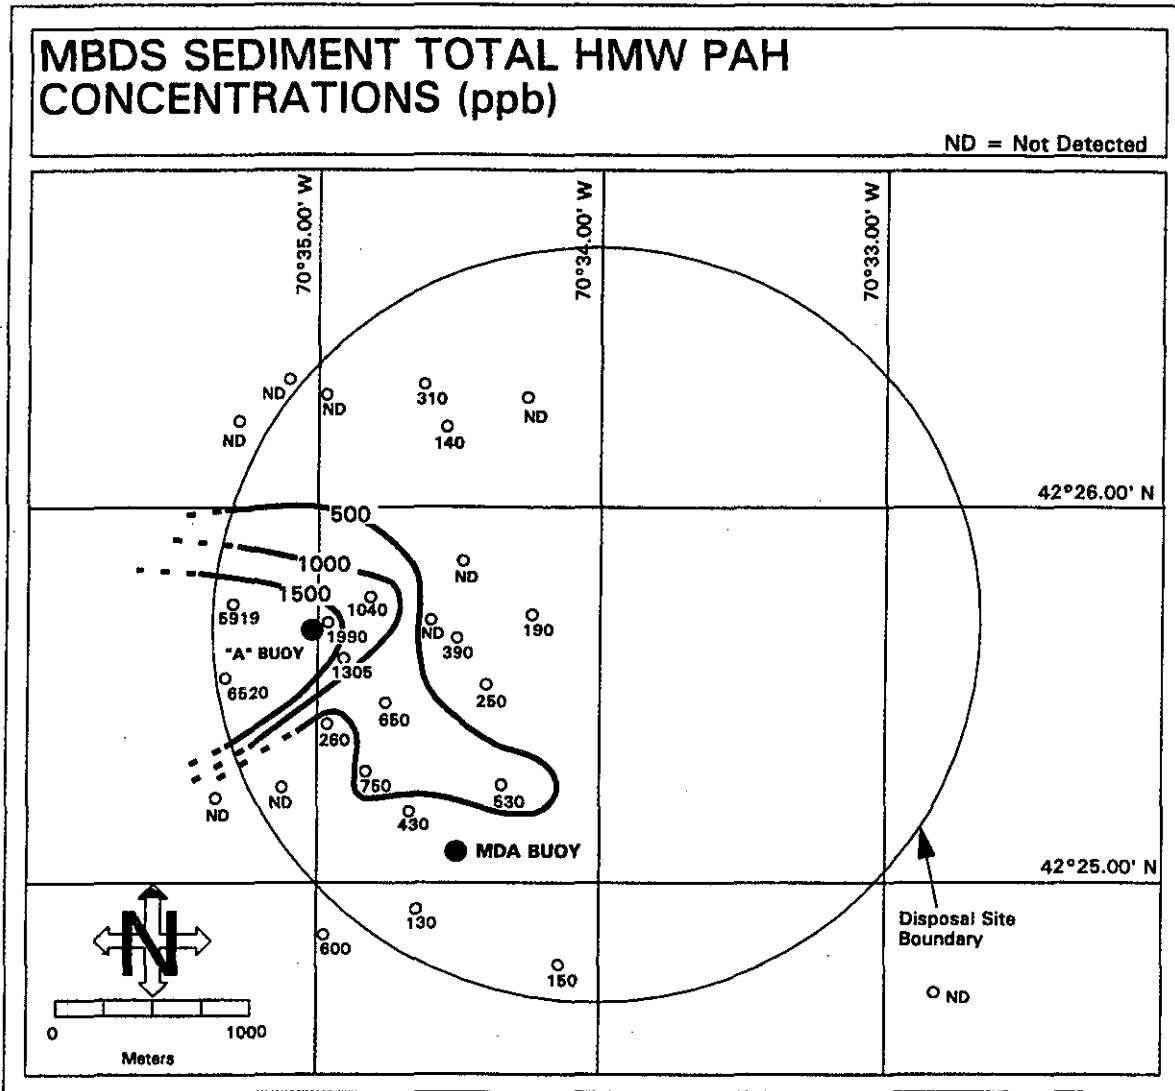 MBDS SEDIMENT TOTAL HMW PAH
CONCENTRATIONS (ppb)
ND = Not Detected
70°35.00' W
70°34.00' W
70°33.00' W
ND
ND
310
ND
ND
140
42°26.00' N
500
1000
ND
1500
5919
1040
190
1990
ND
390
"A" BUOY
1305
6520
250
650
260
750
530
ND
ND
430
MDA BUOY
42°25.00' N
130
Disposal Site
Boundary
600
150
ND
N
0
1000
Meters